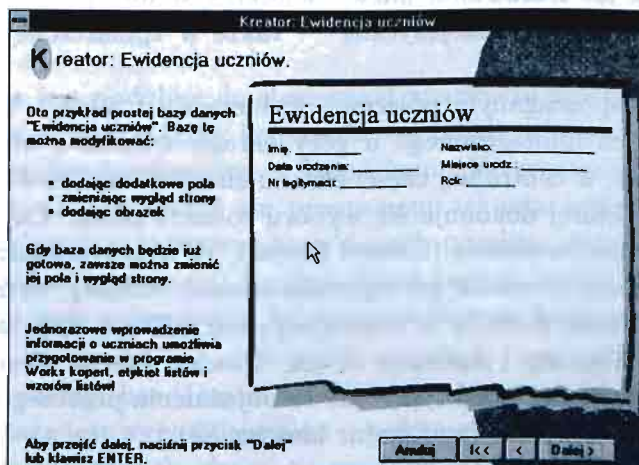 Kreator: Ewidencja uczniów
Kreator: Ewidencja uczniów.
Oto przykład prostej bazy danych
"Ewidencja uczniów". Bazę tę
można modyfikować:
dodając dodatkowe pola
zmieniając wygląd strony
dodając obrazek
Gdy baza danych będzie już
gotowa, zawsze można zmienić
jej pola i wygląd strony.
Jednorazowe wprowadzenie
informacji o uczniach umożliwia
przygotowanie w programie
Works kopert, etykiet listów i
wzorów listów!
Aby przejść dalej, naciśnij przycisk "Dalej"
lub klawisz ENTER.
Ewidencja uczniów
Imię: Nazwisko:
Data urodzenia: Miejsce urodz.:
Nr legitymacji: Rok:
Anuluj |<< < Dalej >